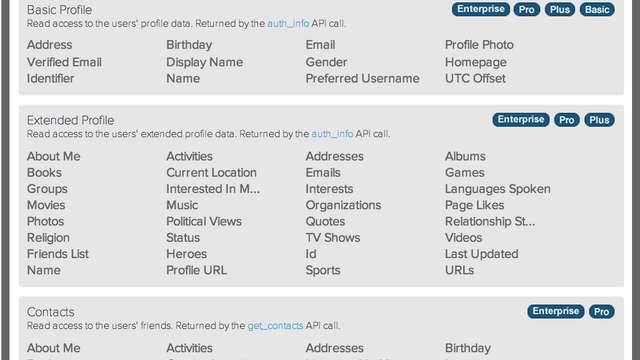 Basic Profile Enterprise Pro Plus Basic
Read access to the users' profile data. Returned by the auth_info API call.
Address Birthday Email Profile Photo
Verified Email Display Name Gender Homepage
Identifier Name Preferred Username UTC Offset
Extended Profile Enterprise Pro Plus
Read access to the users' extended profile data. Returned by the auth_info API call.
About Me Activities Addresses Albums
Books Current Location Emails Games
Groups Interested In M... Interests Languages Spoken
Movies Music Organizations Page Likes
Photos Political Views Quotes Relationship St...
Religion Status TV Shows Videos
Friends List Heroes Id Last Updated
Name Profile URL Sports URLs
Contacts Enterprise Pro
Read access to the users' friends. Returned by the get_contacts API call.
About Me Activities Addresses Birthday